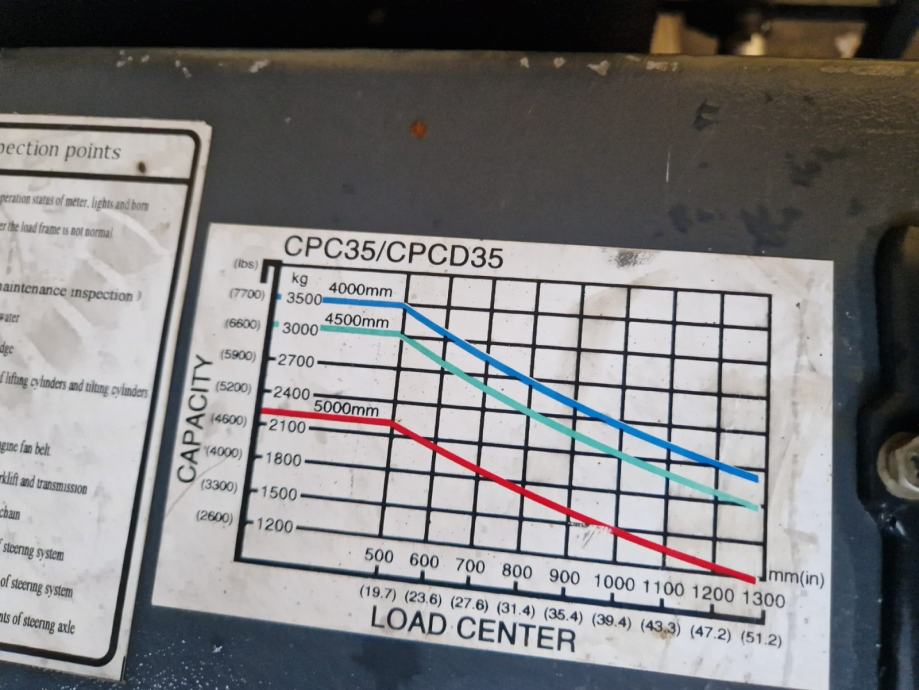 ection points
peration status of meter, lights and horn
er the load frame is not normal
aintenance inspection )
water
dge
f lifting cylinders and tilting cylinders
gine fan belt
rklift and transmission
chain
f steering system
of steering system
nts of steering axle
CPC35/CPCD35
(lbs)
kg
4000mm
(7700) 3500
4500mm
(6600) 3000
(5900) 2700
(5200) 2400
5000mm
(4600) 2100
(4000) 1800
(3300) 1500
(2600) 1200
CAPACITY
500 600 700 800 900 1000 1100 1200 1300 mm(in)
(19.7) (23.6) (27.6) (31.4) (35.4) (39.4) (43.3) (47.2) (51.2)
LOAD CENTER